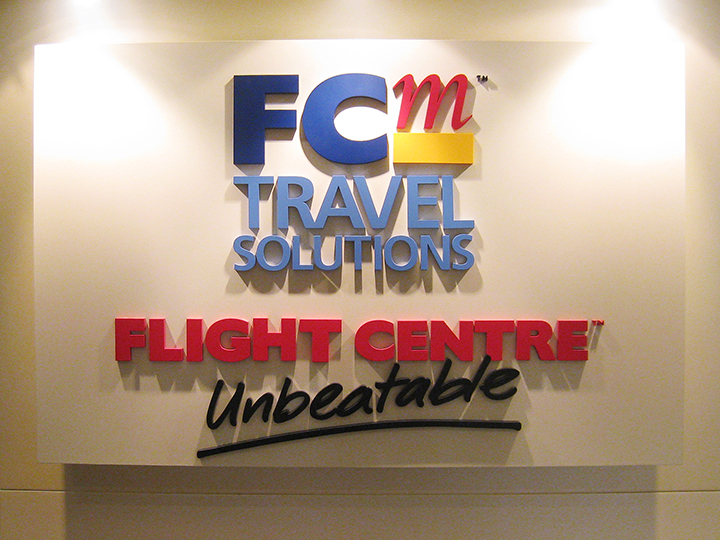 FCm™
TRAVEL
SOLUTIONS
FLIGHT CENTRE™
Unbeatable